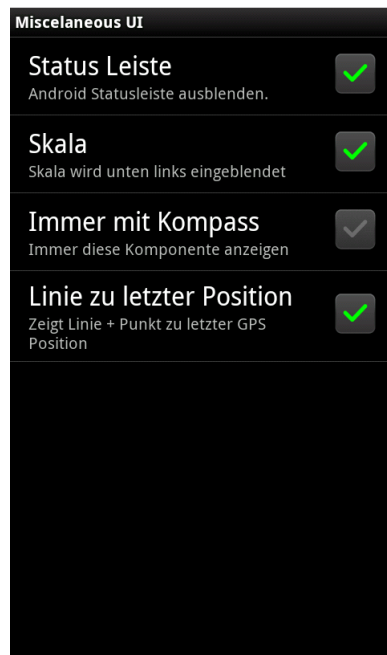 Miscelaneous UI
Status Leiste
Android Statusleiste ausblenden.
Skala
Skala wird unten links eingeblendet
Immer mit Kompass
Immer diese Komponente anzeigen
Linie zu letzter Position
Zeigt Linie + Punkt zu letzter GPS
Position